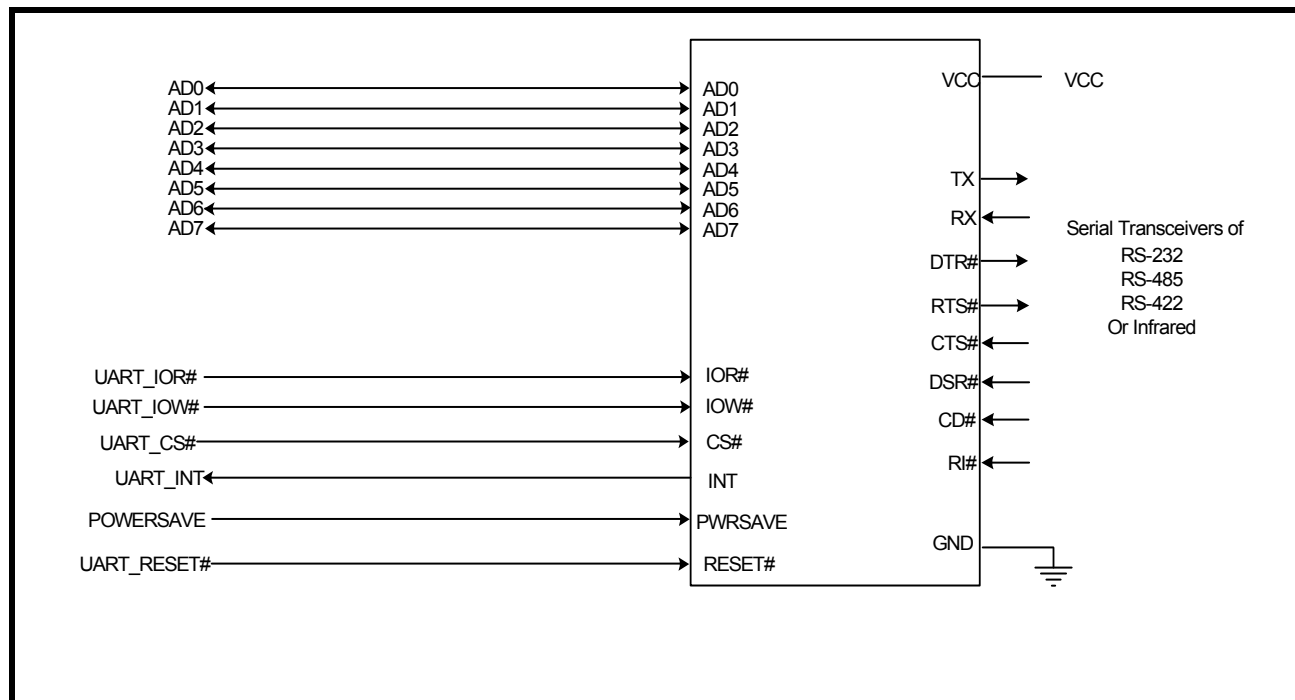 AD0
AD1
AD2
AD3
AD4
AD5
AD6
AD7
UART_IOR#
UART_IOW#
UART_CS#
UART_INT
POWERSAVE
UART_RESET#
AD0
AD1
AD2
AD3
AD4
AD5
AD6
AD7
IOR#
IOW#
CS#
INT
PWRSAVE
RESET#
VCC
TX
RX
DTR#
RTS#
CTS#
DSR#
CD#
RI#
GND
VCC
Serial Transceivers of
RS-232
RS-485
RS-422
Or Infrared